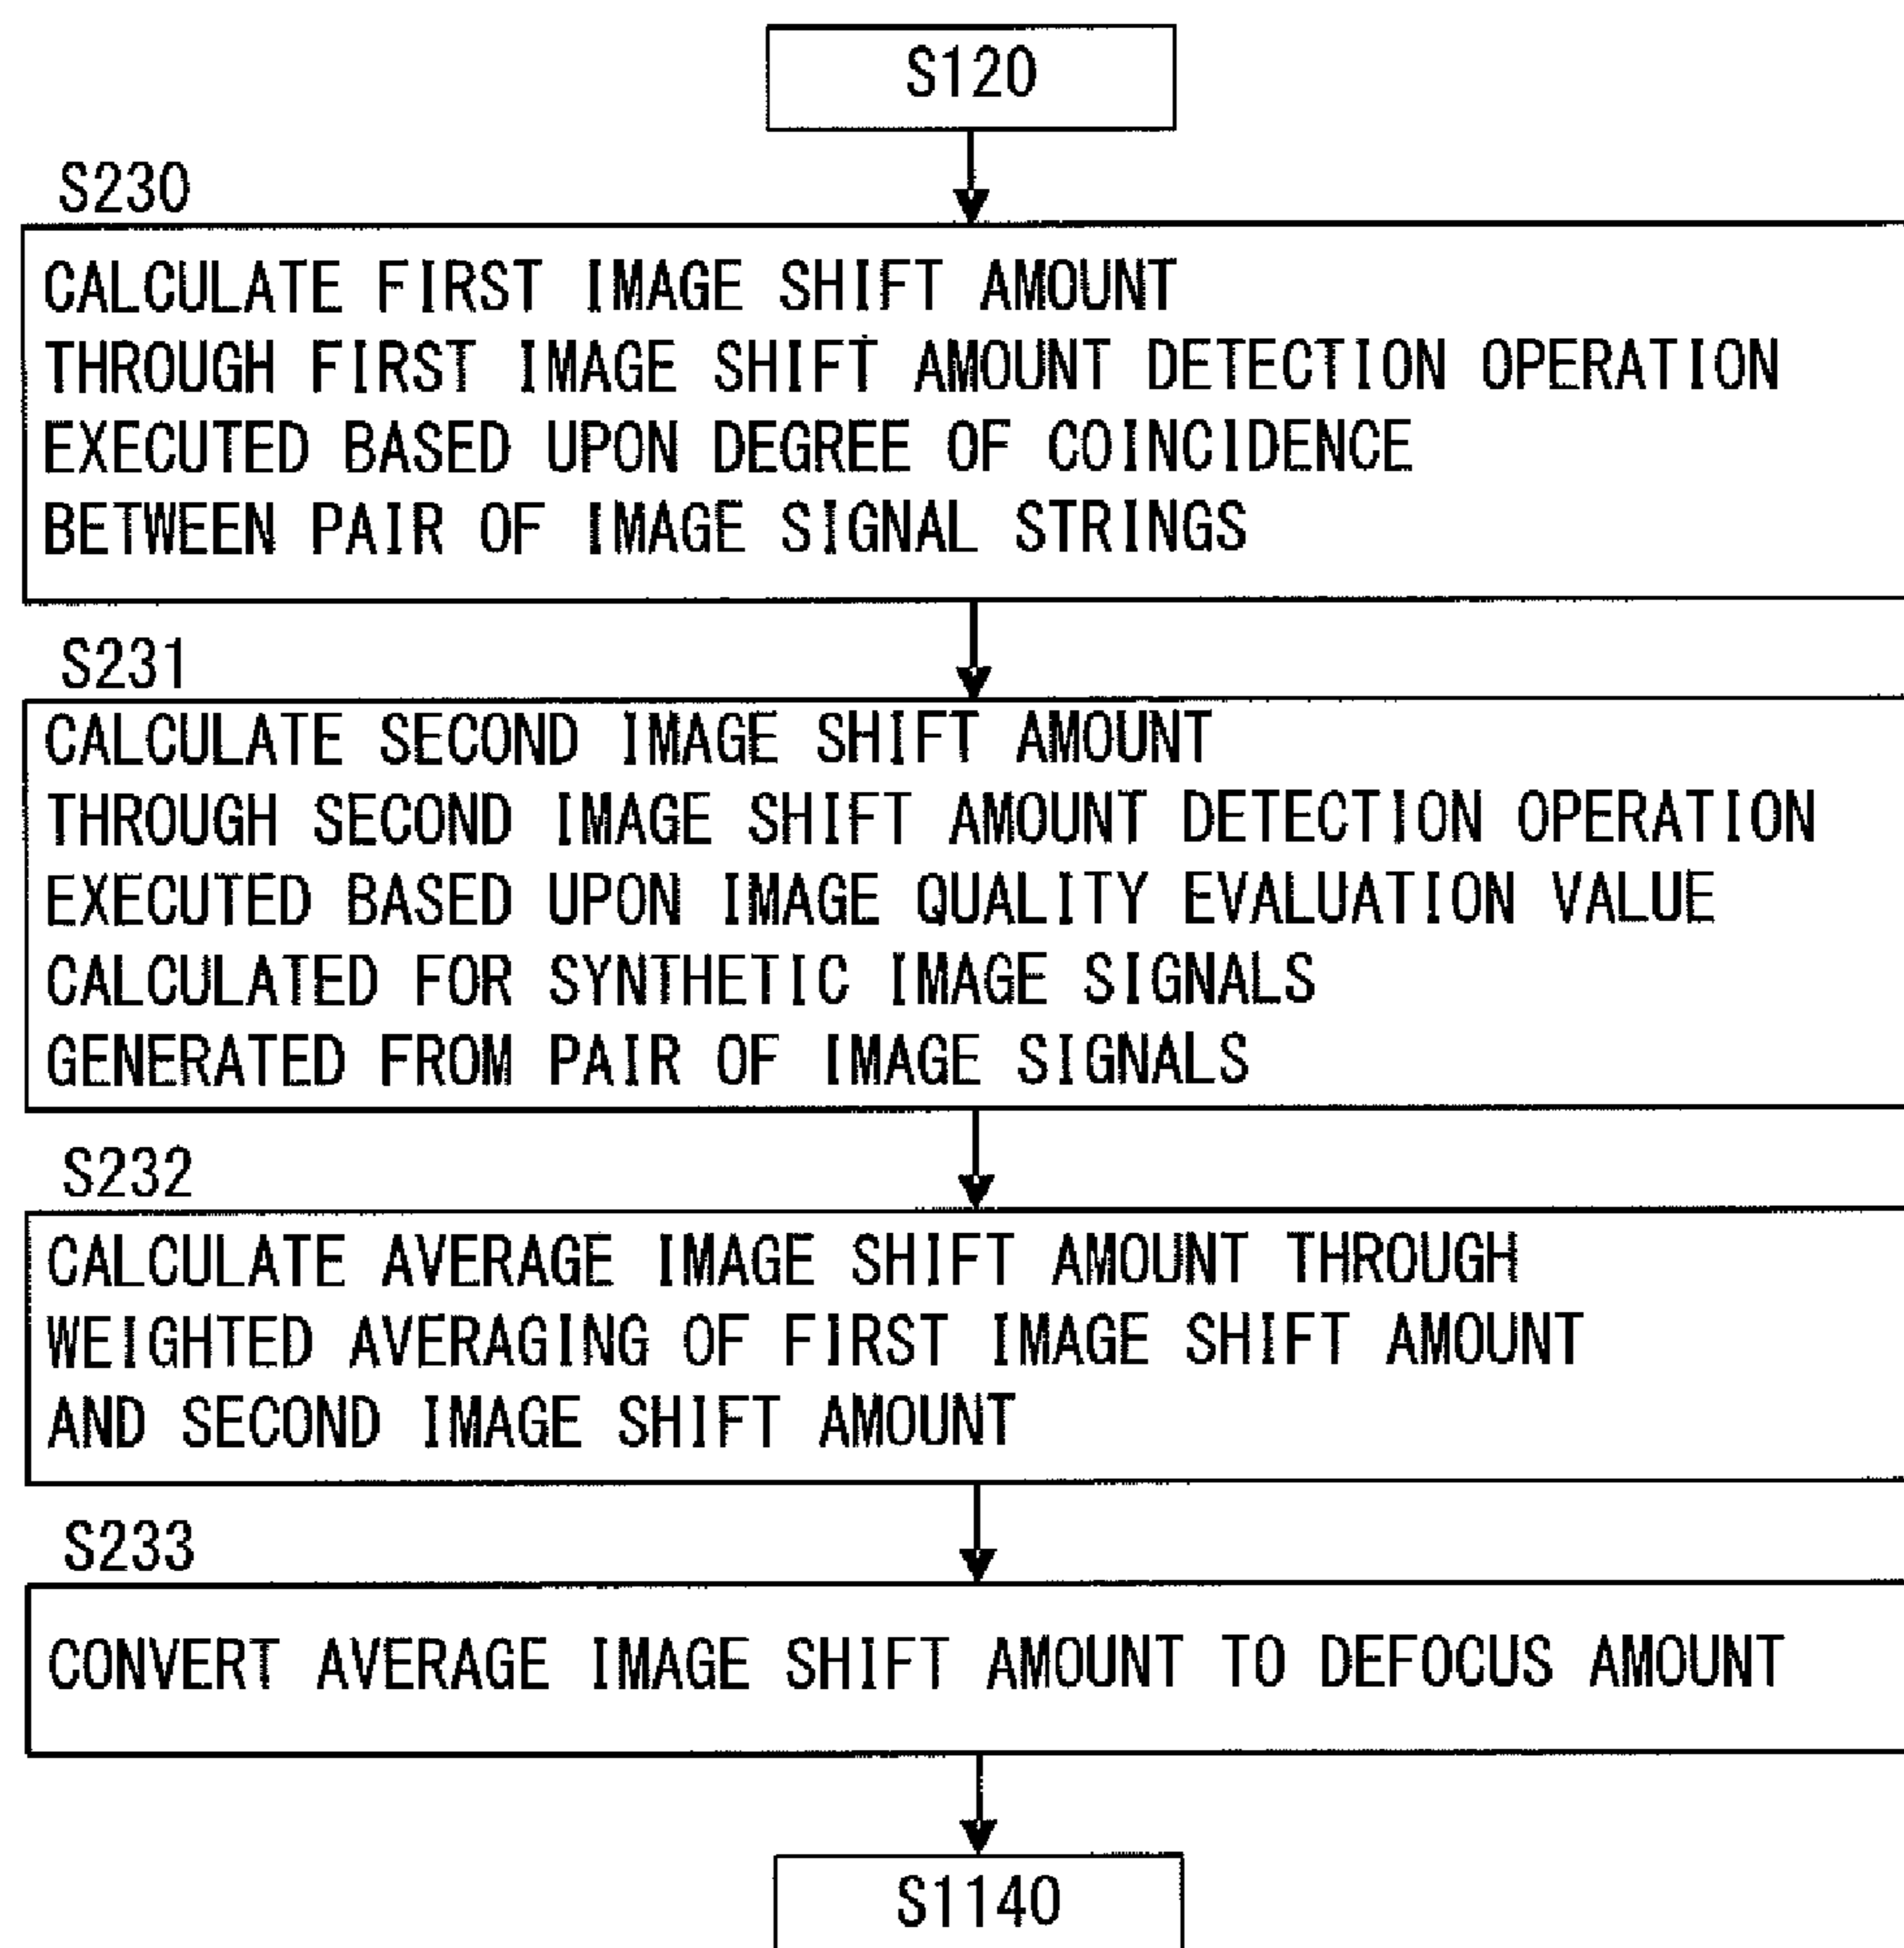 S120
S230
CALCULATE FIRST IMAGE SHIFT AMOUNT
THROUGH FIRST IMAGE SHIFT AMOUNT DETECTION OPERATION
EXECUTED BASED UPON DEGREE OF COINCIDENCE
BETWEEN PAIR OF IMAGE SIGNAL STRINGS
S231
CALCULATE SECOND IMAGE SHIFT AMOUNT
THROUGH SECOND IMAGE SHIFT AMOUNT DETECTION OPERATION
EXECUTED BASED UPON IMAGE QUALITY EVALUATION VALUE
CALCULATED FOR SYNTHETIC IMAGE SIGNALS
GENERATED FROM PAIR OF IMAGE SIGNALS
S232
CALCULATE AVERAGE IMAGE SHIFT AMOUNT THROUGH
WEIGHTED AVERAGING OF FIRST IMAGE SHIFT AMOUNT
AND SECOND IMAGE SHIFT AMOUNT
S233
CONVERT AVERAGE IMAGE SHIFT AMOUNT TO DEFOCUS AMOUNT
S1140